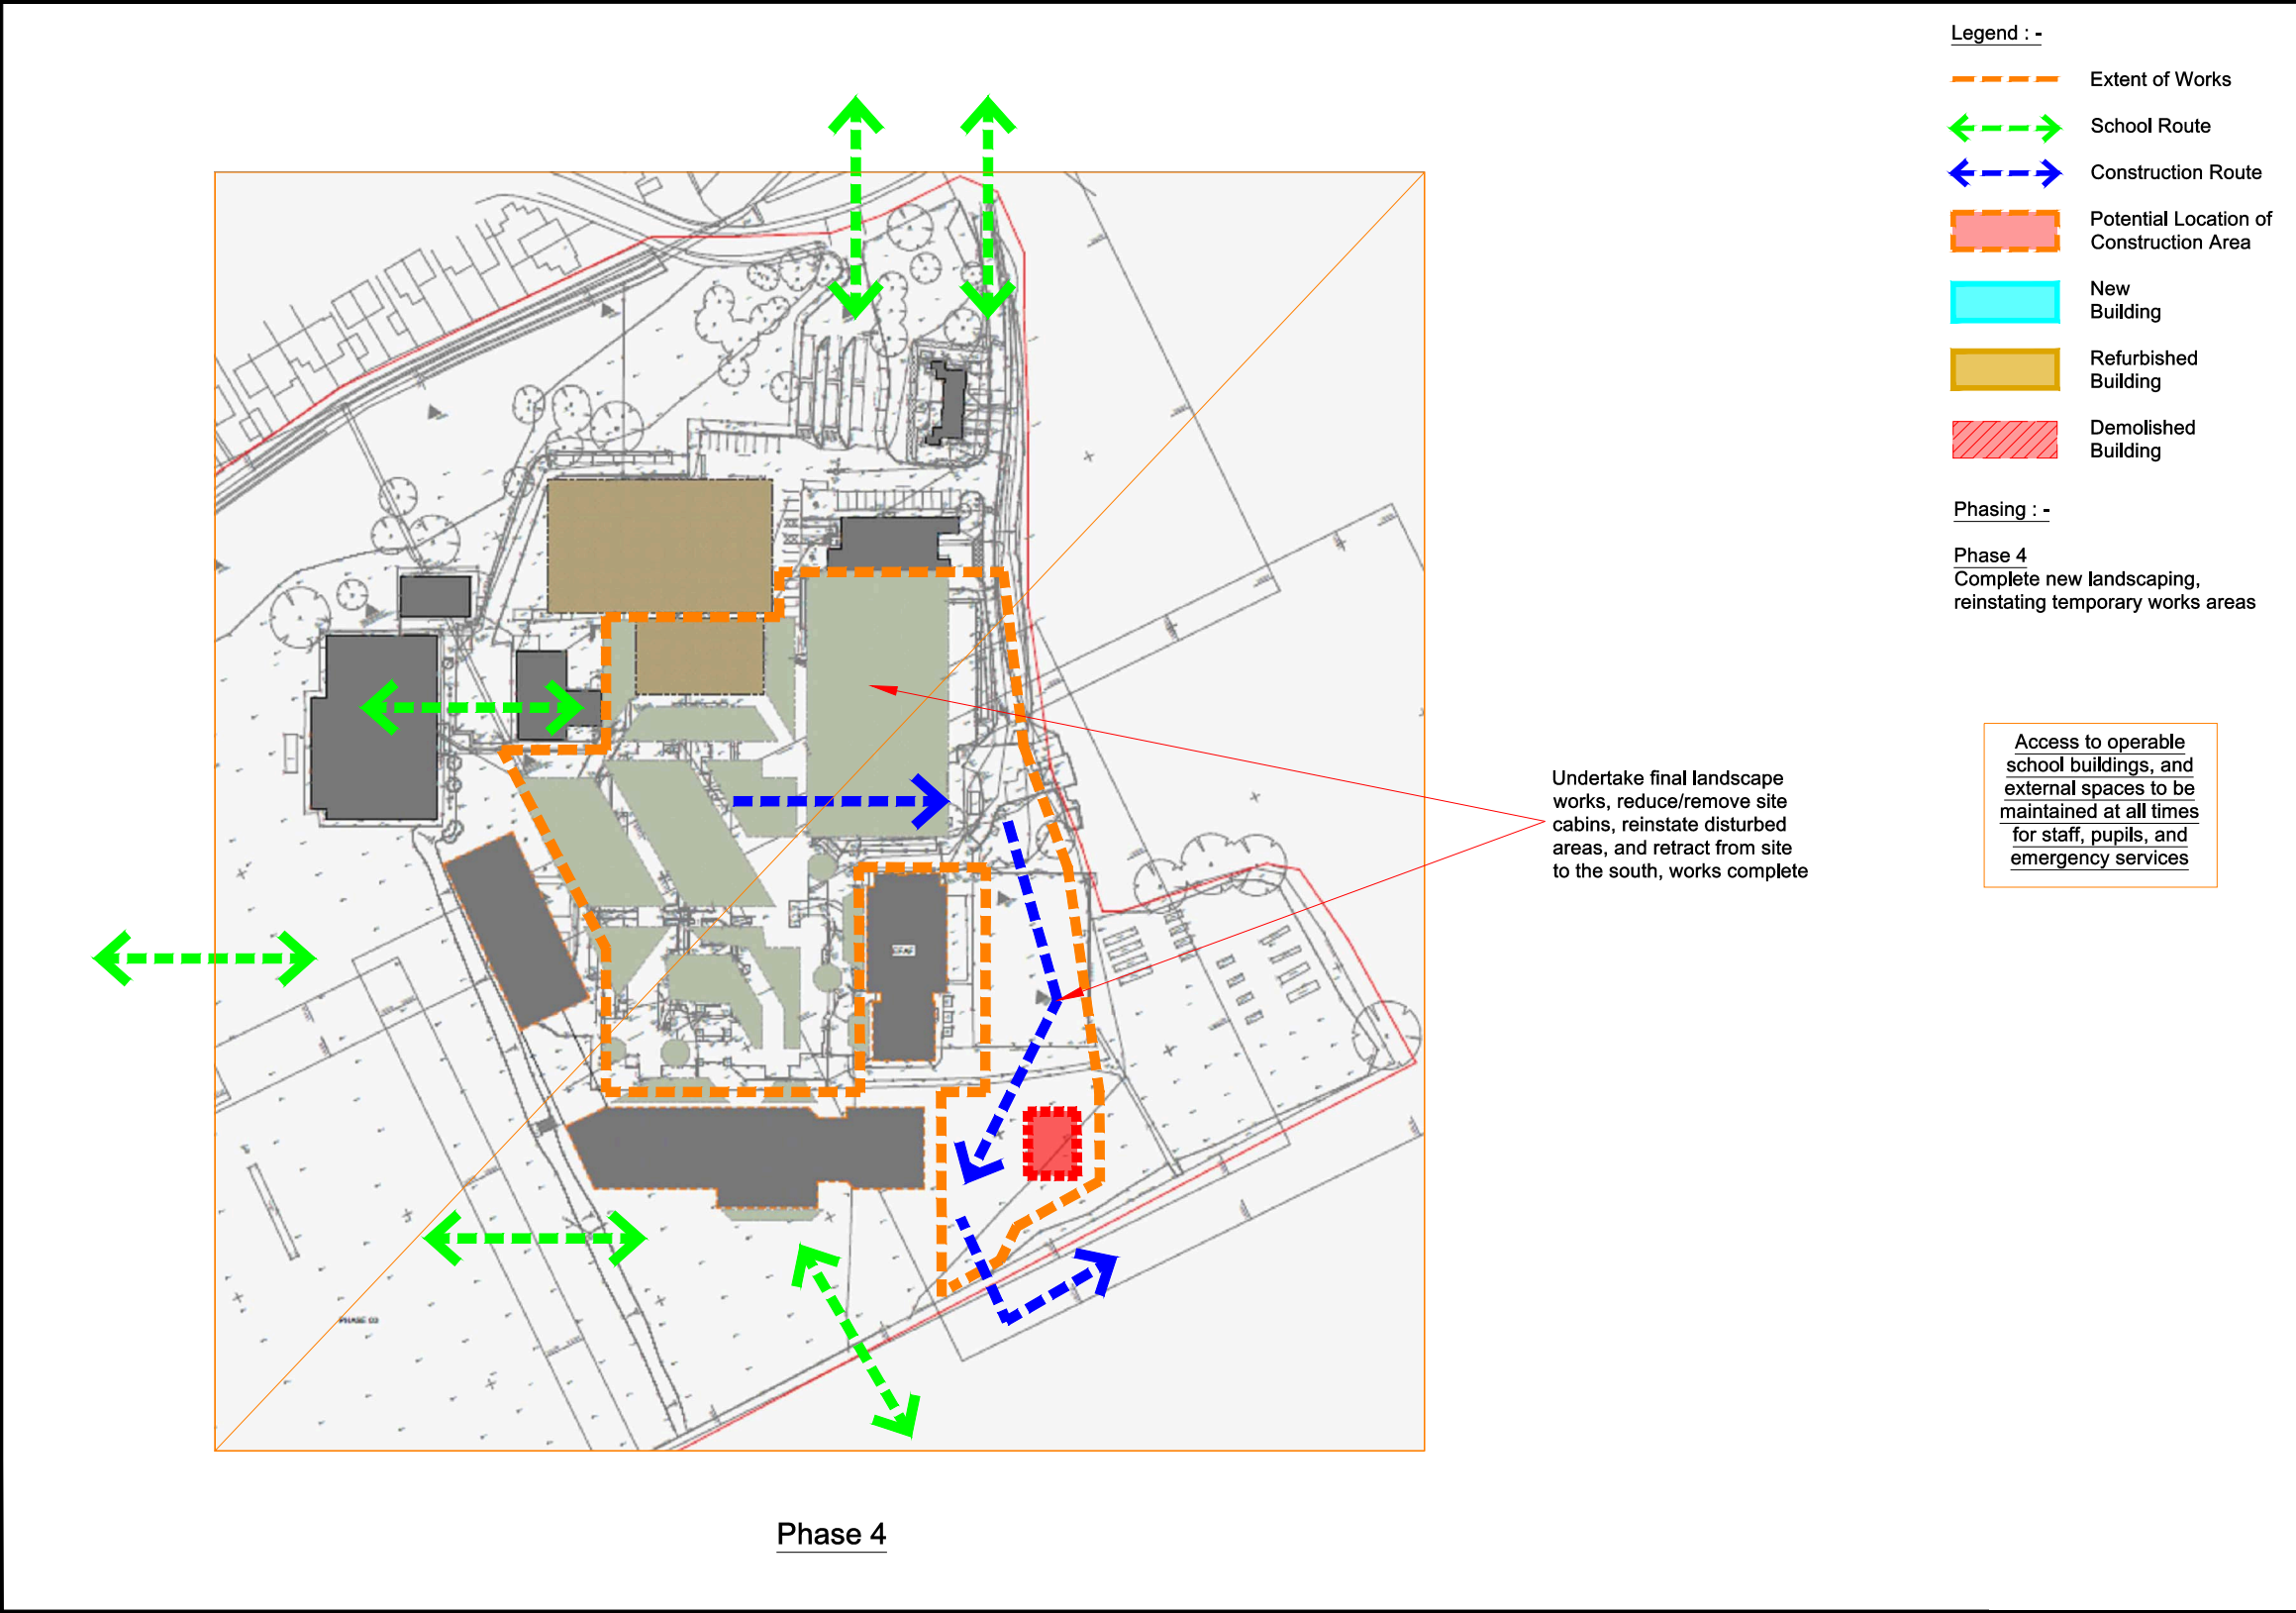 Legend : -
Extent of Works
School Route
Construction Route
Potential Location of
Construction Area
New
Building
Refurbished
Building
Demolished
Building
Phasing : -
Phase 4
Complete new landscaping,
reinstating temporary works areas
Access to operable
school buildings, and
external spaces to be
maintained at all times
for staff, pupils, and
emergency services
Undertake final landscape
works, reduce/remove site
cabins, reinstate disturbed
areas, and retract from site
to the south, works complete
PHASE 03
Phase 4